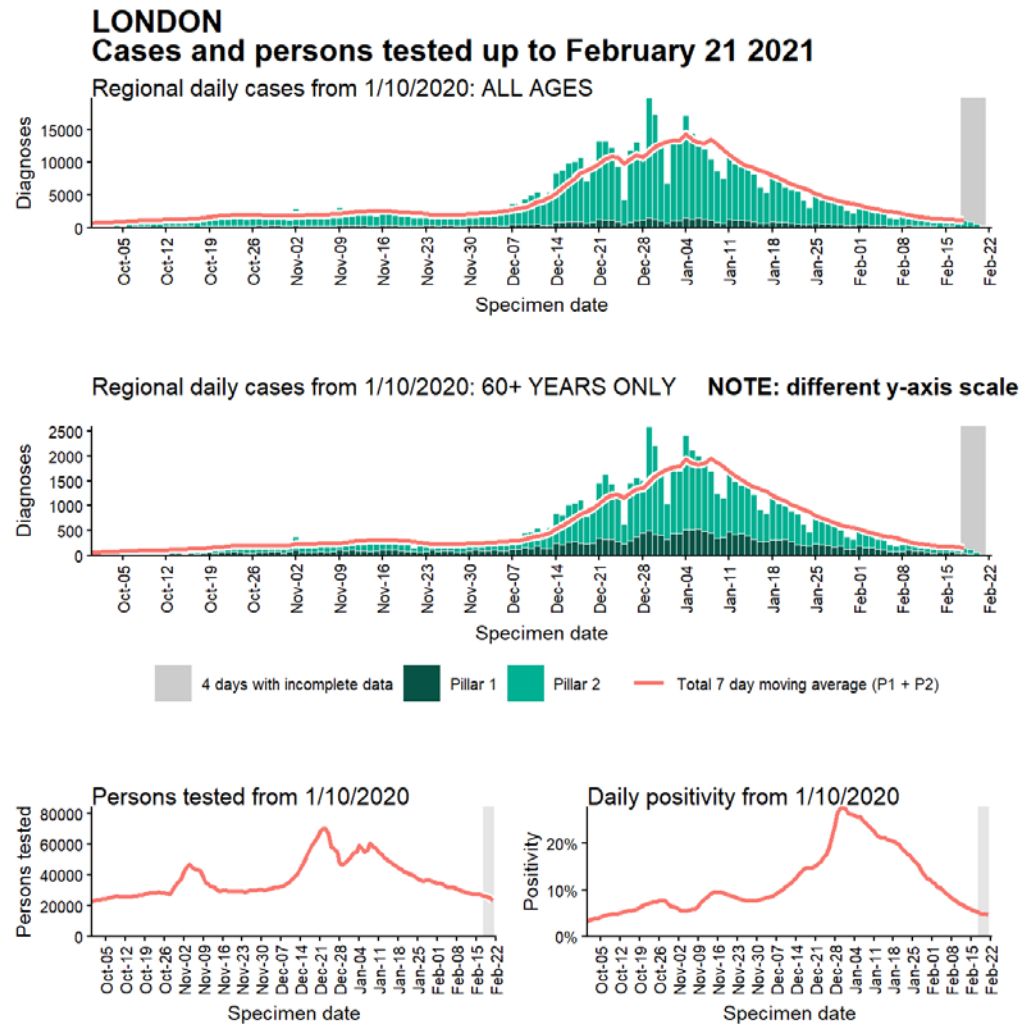 LONDON
Cases and persons tested up to February 21 2021
Regional daily cases from 1/10/2020: ALL AGES
Diagnoses
15000
10000
5000
0
Oct-05 Oct-12 Oct-19 Oct-26 Nov-02 Nov-09 Nov-16 Nov-23 Nov-30 Dec-07 Dec-14 Dec-21 Dec-28 Jan-04 Jan-11 Jan-18 Jan-25 Feb-01 Feb-08 Feb-15 Feb-22
Specimen date
Regional daily cases from 1/10/2020: 60+ YEARS ONLY NOTE: different y-axis scale
Diagnoses
2500
2000
1500
1000
500
0
Oct-05 Oct-12 Oct-19 Oct-26 Nov-02 Nov-09 Nov-16 Nov-23 Nov-30 Dec-07 Dec-14 Dec-21 Dec-28 Jan-04 Jan-11 Jan-18 Jan-25 Feb-01 Feb-08 Feb-15 Feb-22
Specimen date
4 days with incomplete data Pillar 1 Pillar 2 Total 7 day moving average (P1 + P2)
Persons tested from 1/10/2020
Persons tested
80000
60000
40000
20000
0
Oct-05 Oct-12 Oct-19 Oct-26 Nov-02 Nov-09 Nov-16 Nov-23 Nov-30 Dec-07 Dec-14 Dec-21 Dec-28 Jan-04 Jan-11 Jan-18 Jan-25 Feb-01 Feb-08 Feb-15 Feb-22
Specimen date
Daily positivity from 1/10/2020
Positivity
20%
10%
0%
Oct-05 Oct-12 Oct-19 Oct-26 Nov-02 Nov-09 Nov-16 Nov-23 Nov-30 Dec-07 Dec-14 Dec-21 Dec-28 Jan-04 Jan-11 Jan-18 Jan-25 Feb-01 Feb-08 Feb-15 Feb-22
Specimen date